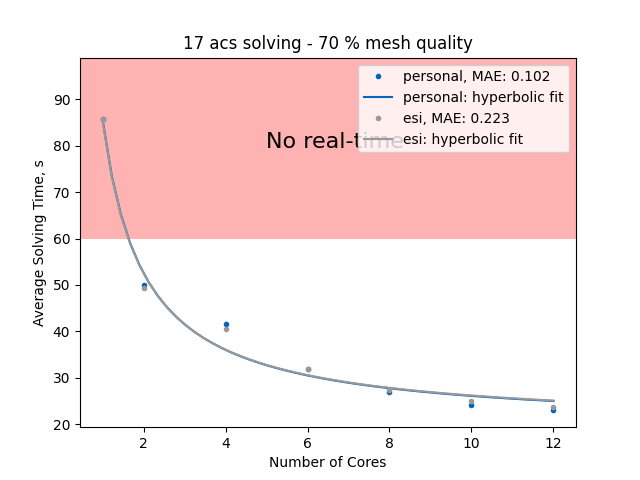 17 acs solving - 70 % mesh quality
personal, MAE: 0.102
personal: hyperbolic fit
esi, MAE: 0.223
esi: hyperbolic fit
No real-time
Average Solving Time, s
90
80
70
60
50
40
30
20
2
4
6
8
10
12
Number of Cores